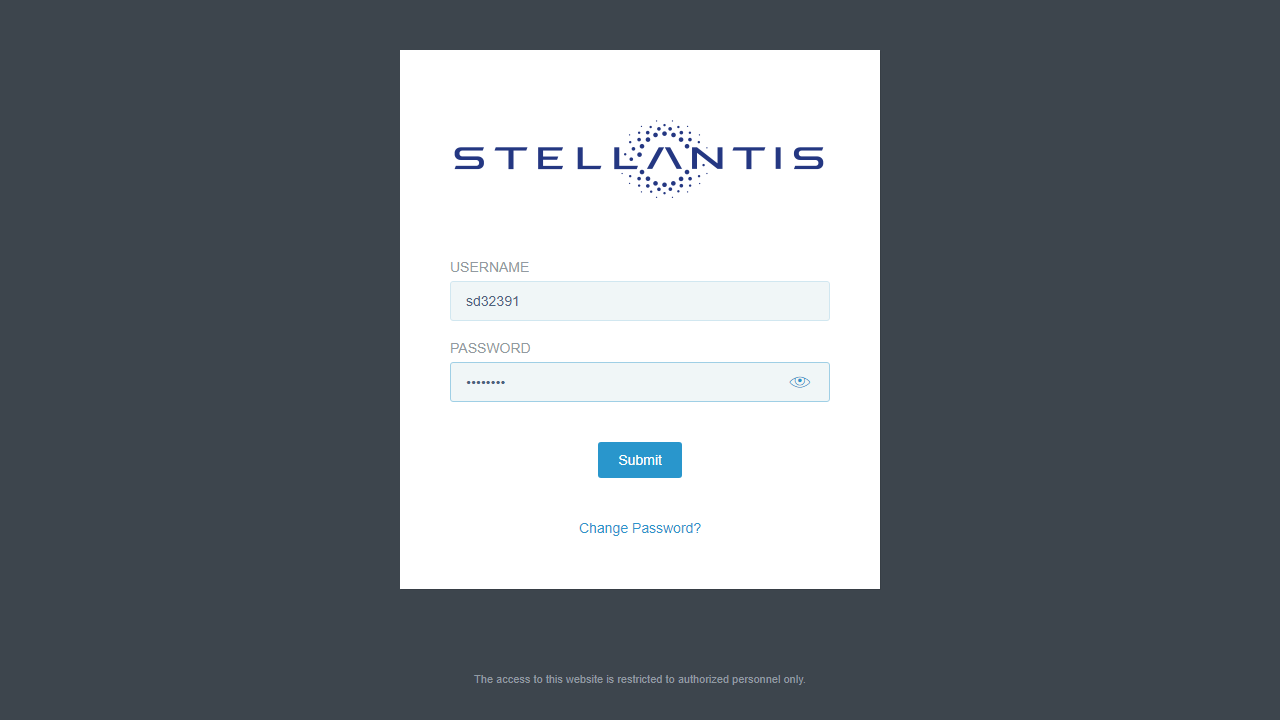 STELLANTIS
USERNAME
sd32391
PASSWORD
••••••••
Submit
Change Password?
The access to this website is restricted to authorized personnel only.